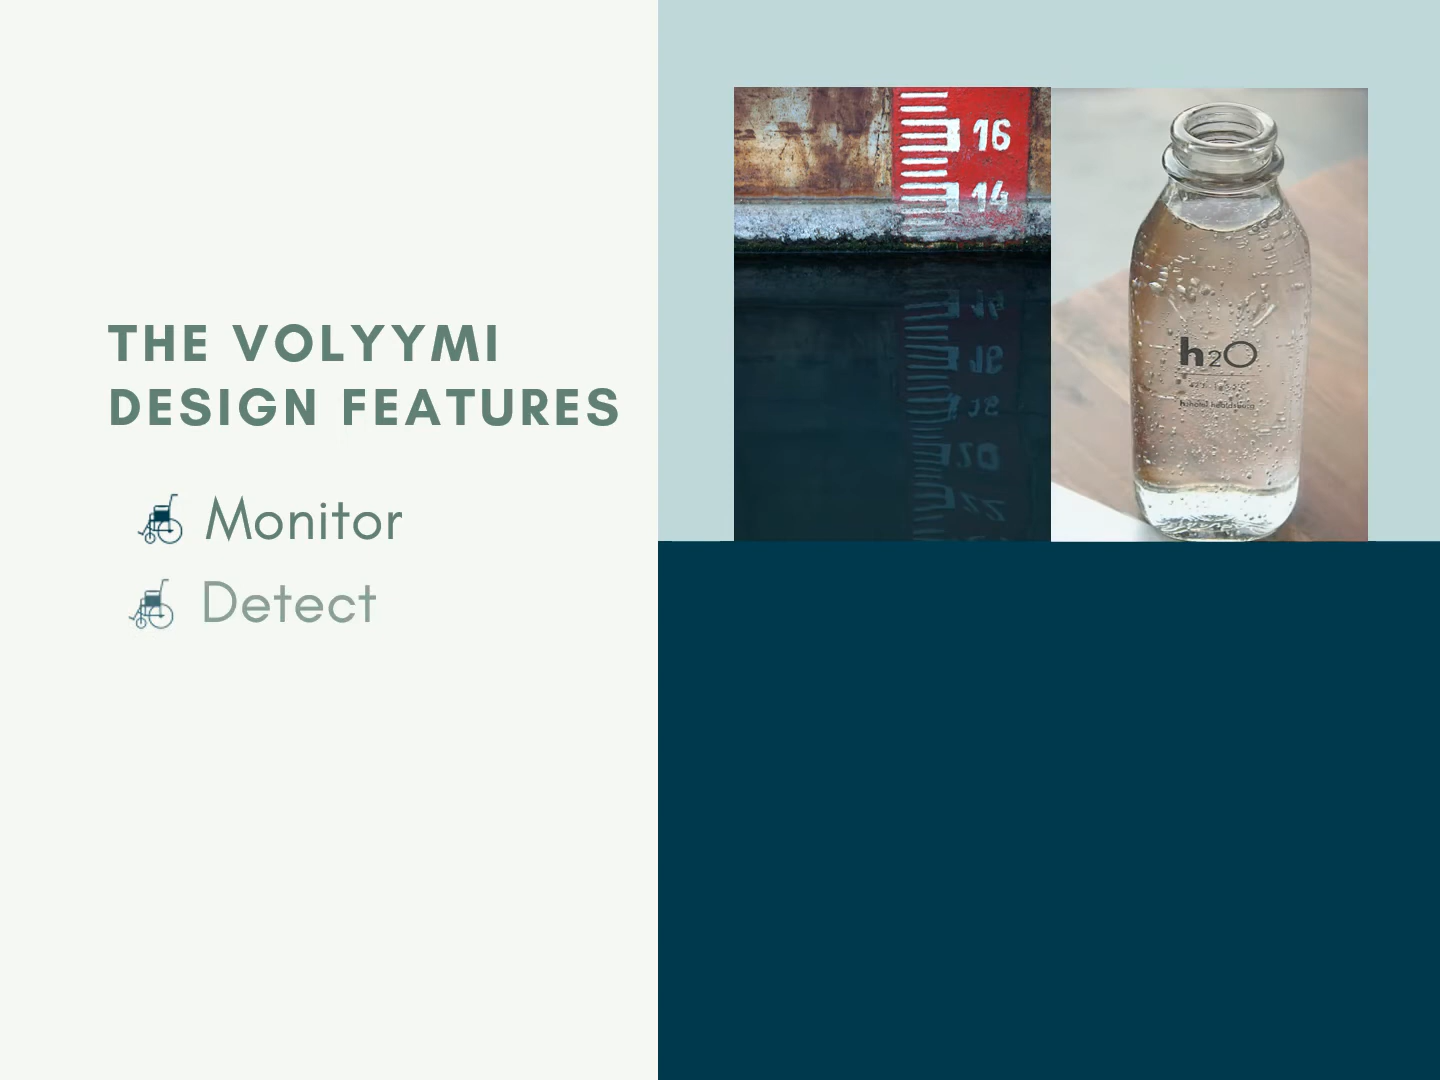 THE VOLYYMI
DESIGN FEATURES
Monitor
Detect
16
14
h2O